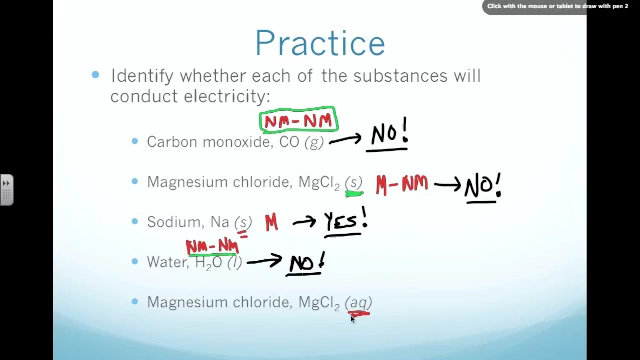 Click with the mouse or tablet to draw with pen 2
Practice
• Identify whether each of the substances will
conduct electricity:
NM-NM
• Carbon monoxide, CO (g) → NO!
• Magnesium chloride, MgCl₂ (s) M-NM → NO!
• Sodium, Na (s) M → YES!
NM-NM
• Water, H₂O (l) → NO!
• Magnesium chloride, MgCl₂ (aq)